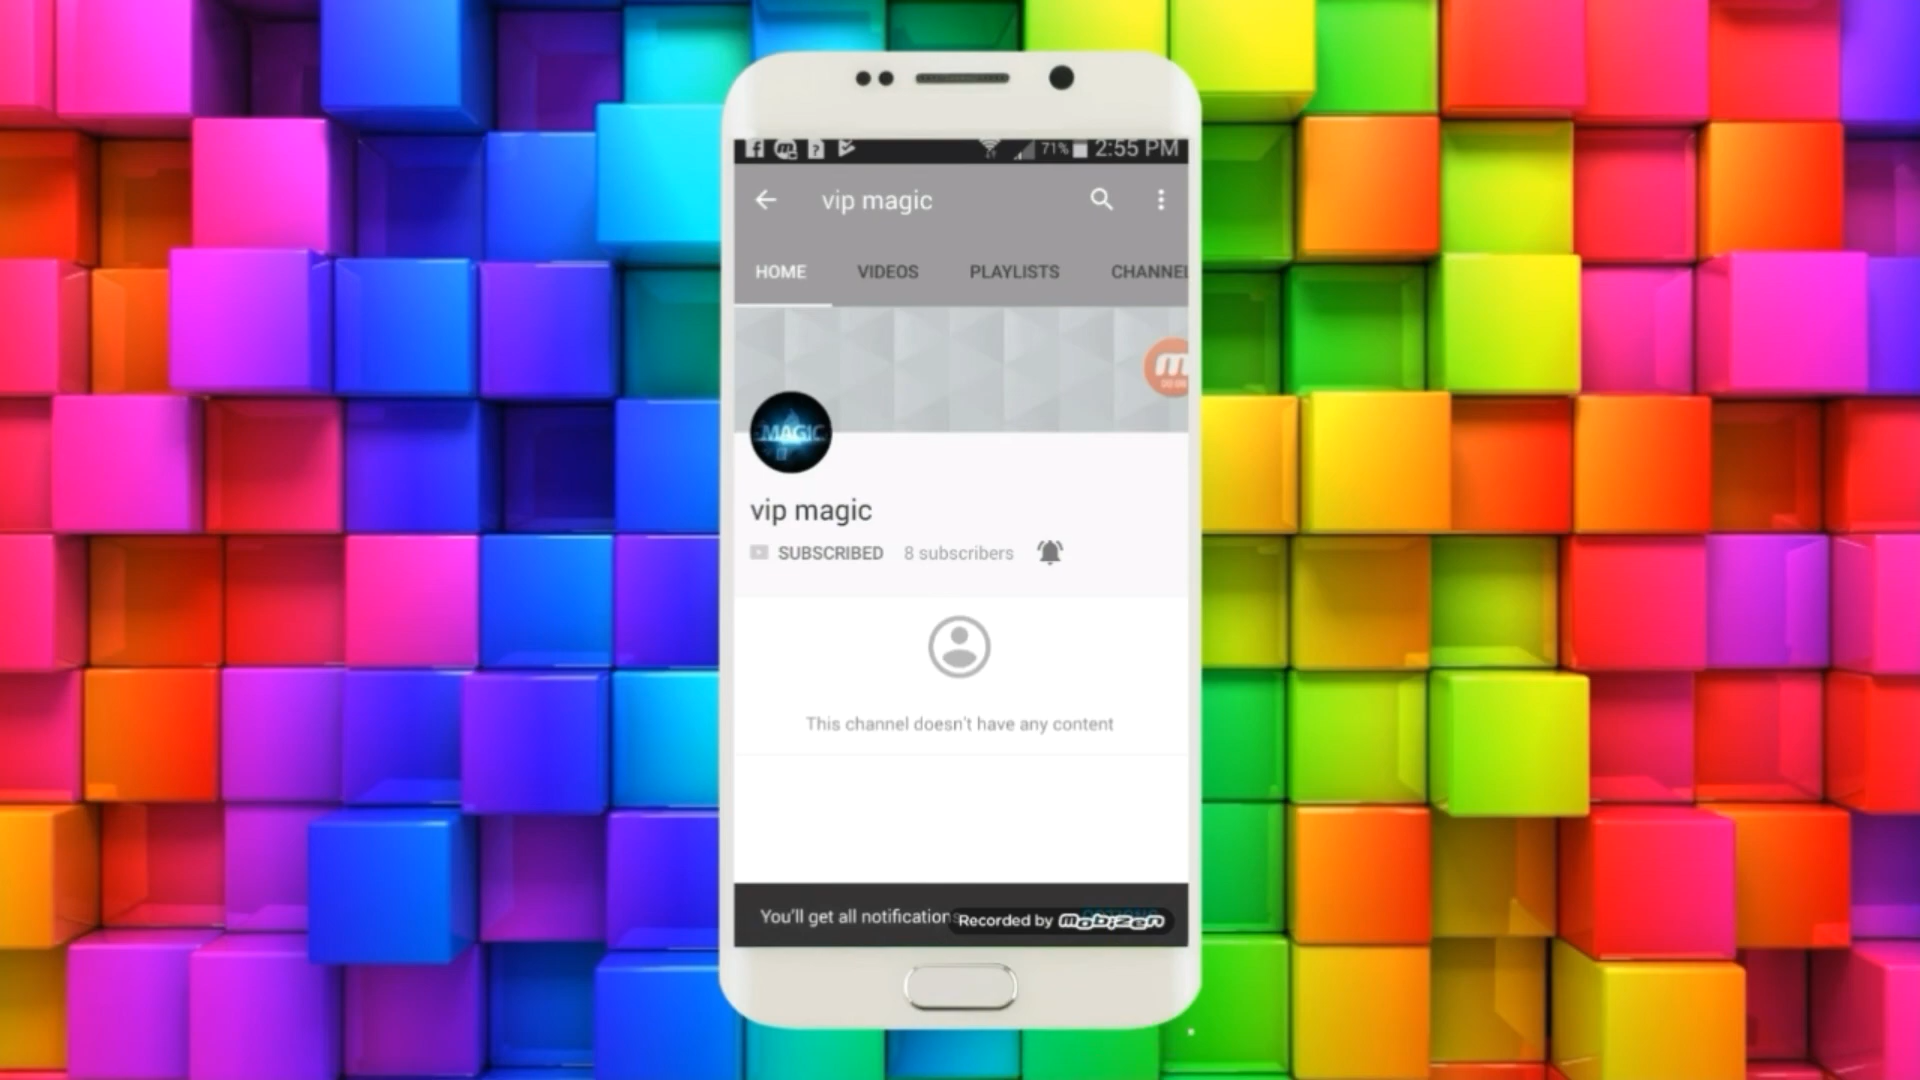 71% 2:55 PM
vip magic
HOME VIDEOS PLAYLISTS CHANNEL
MAGIC
vip magic
SUBSCRIBED 8 subscribers
This channel doesn't have any content
You'll get all notification
Recorded by mobizen